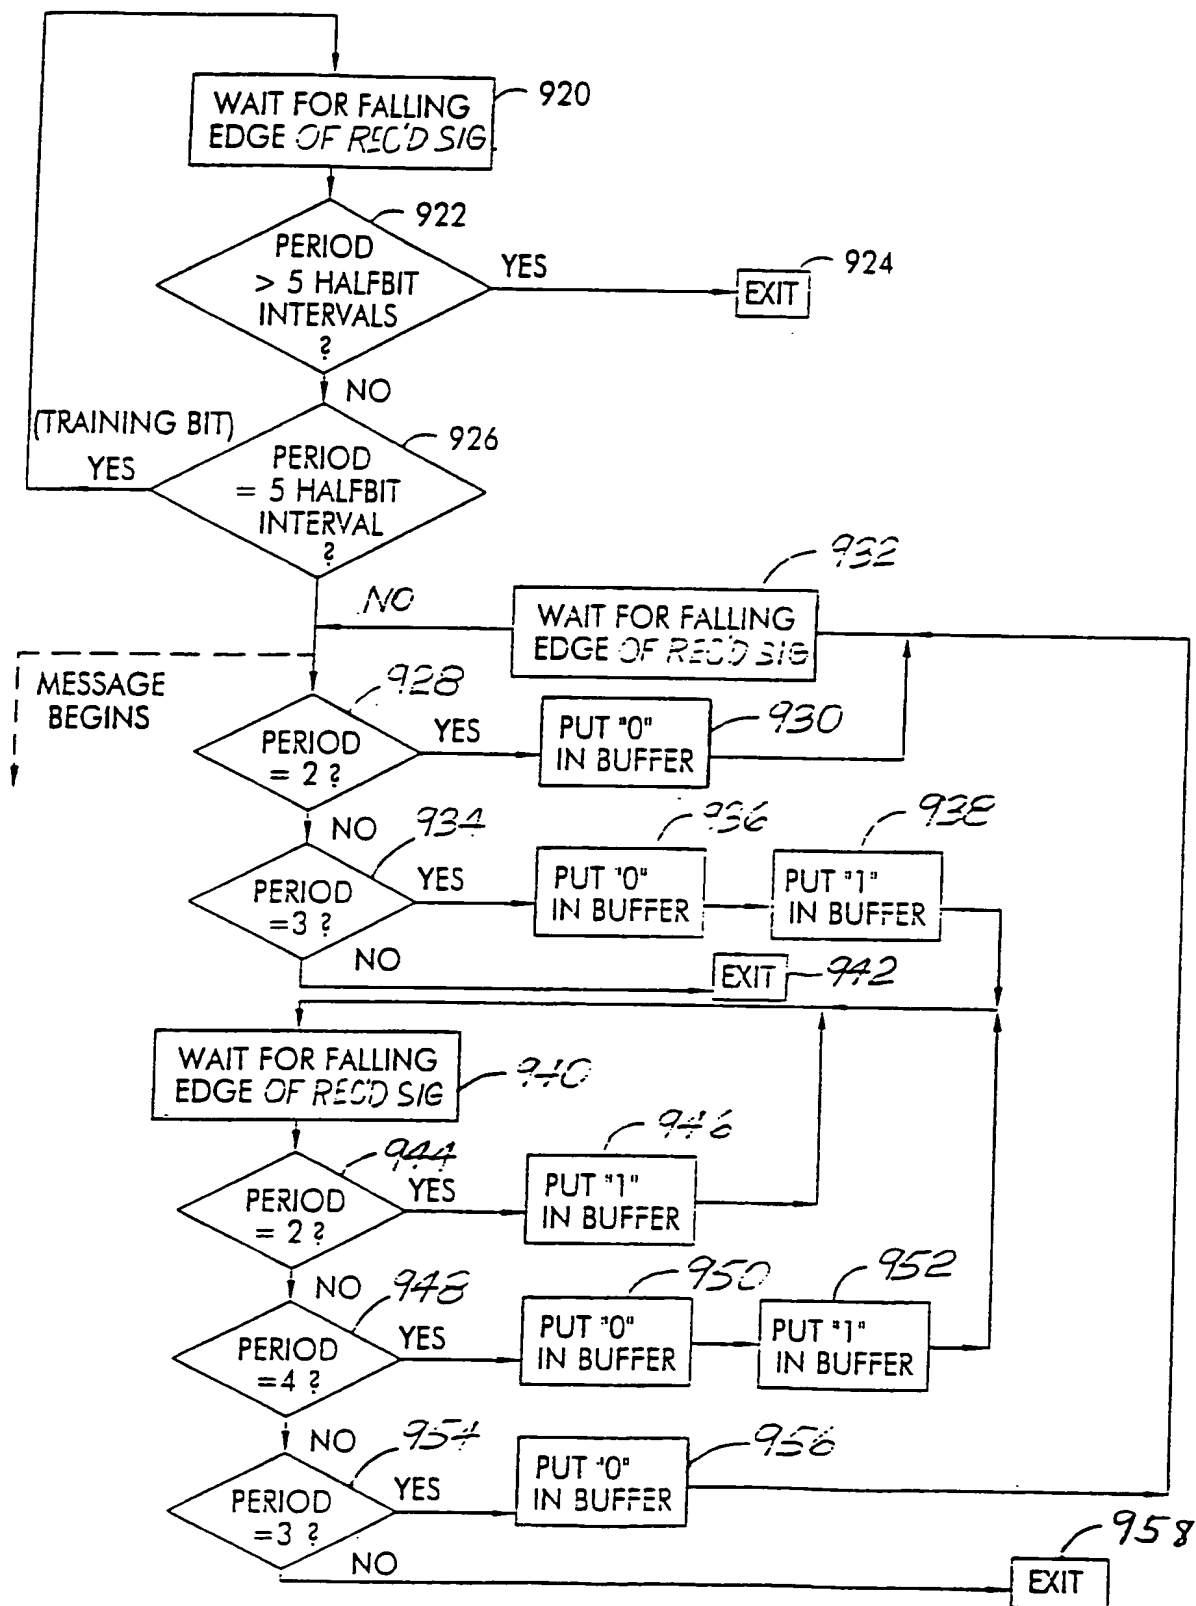 WAIT FOR FALLING
EDGE OF REC'D SIG
920
922
PERIOD
> 5 HALFBIT
INTERVALS
?
YES
924
EXIT
NO
(TRAINING BIT)
YES
926
PERIOD
= 5 HALFBIT
INTERVAL
?
NO
932
WAIT FOR FALLING
EDGE OF REC'D SIG
MESSAGE
BEGINS
928
PERIOD
= 2 ?
YES
930
PUT "0"
IN BUFFER
NO
934
PERIOD
=3 ?
YES
936
PUT "0"
IN BUFFER
938
PUT "1"
IN BUFFER
NO
EXIT
942
WAIT FOR FALLING
EDGE OF REC'D SIG
940
944
PERIOD
= 2 ?
YES
946
PUT "1"
IN BUFFER
NO
948
PERIOD
=4 ?
YES
950
PUT "0"
IN BUFFER
952
PUT "1"
IN BUFFER
NO
954
PERIOD
=3 ?
YES
956
PUT "0"
IN BUFFER
NO
958
EXIT